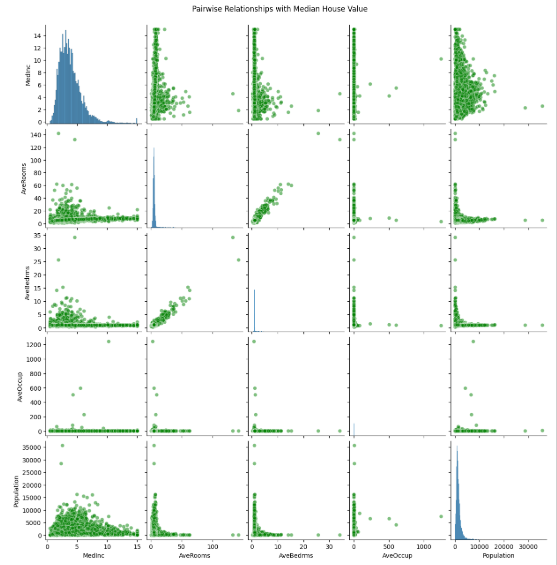 Pairwise Relationships with Median House Value
14
12
10
8
6
4
2
0
MedInc
140
120
100
80
60
40
20
0
AveRooms
35
30
25
20
15
10
5
0
AveBedrms
1200
1000
800
600
400
200
0
AveOccup
35000
30000
25000
20000
15000
10000
5000
0
Population
0 5 10 15
MedInc
0 50 100
AveRooms
0 10 20 30
AveBedrms
0 500 1000
AveOccup
0 10000 20000 30000
Population